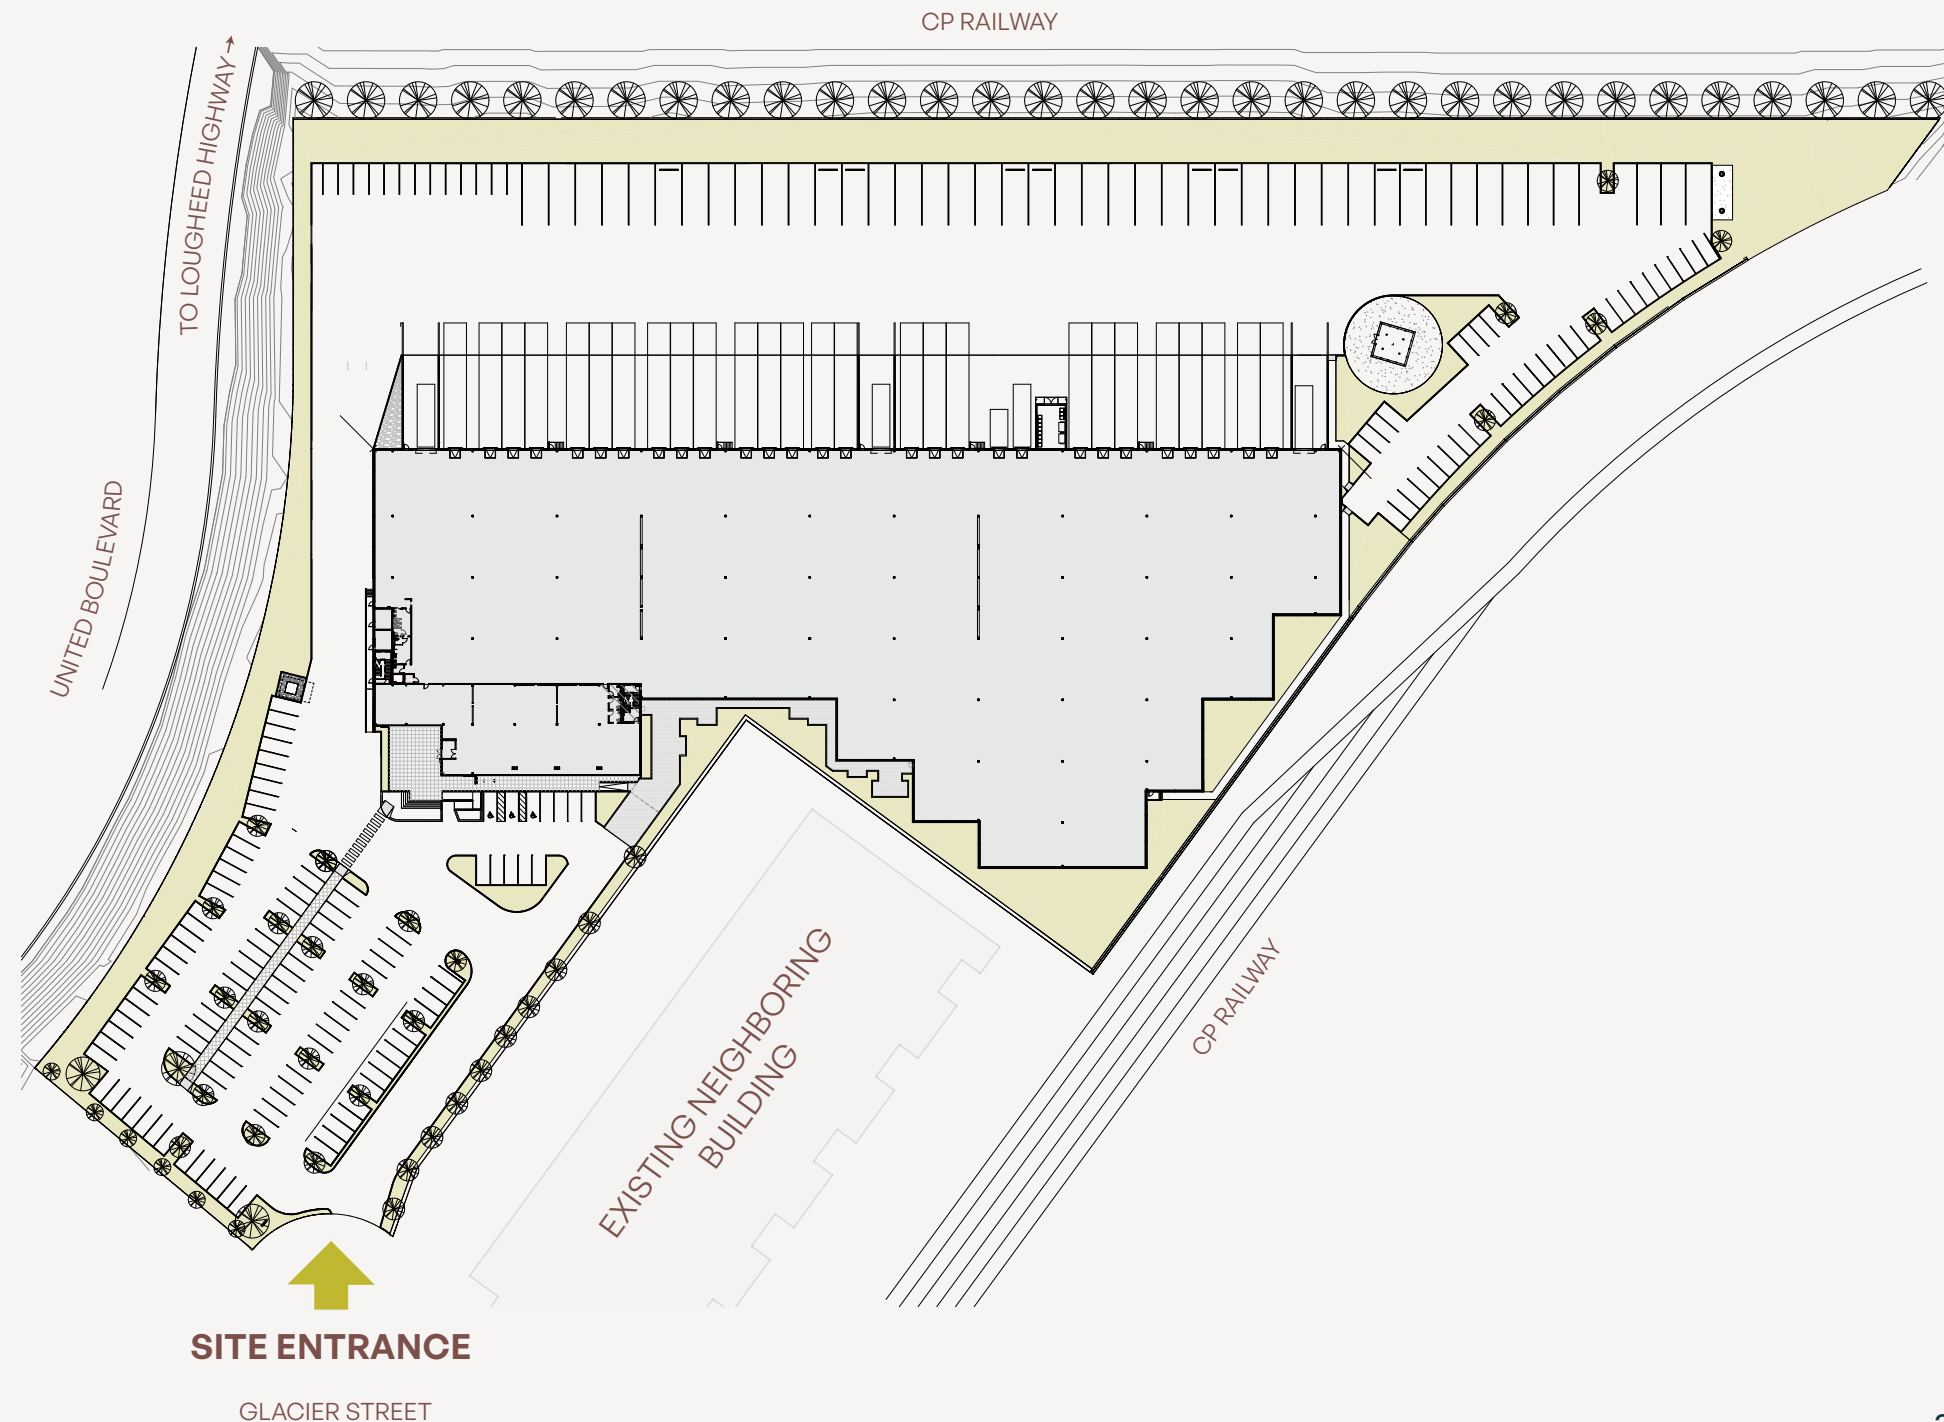 CP RAILWAY
TO LOUGHEED HIGHWAY →
UNITED BOULEVARD
EXISTING NEIGHBORING
BUILDING
CP RAILWAY
SITE ENTRANCE
GLACIER STREET